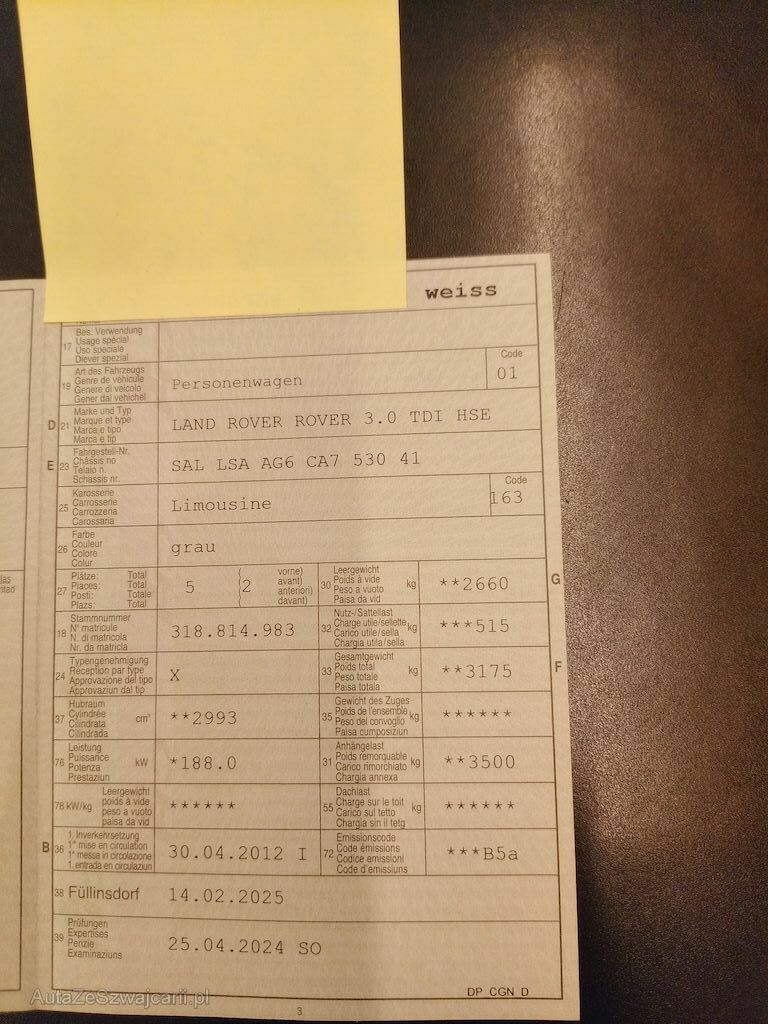 weiss
17 Bes. Verwendung
Usage spécial
Uso speciale
Diever spezial
19 Art des Fahrzeugs
Genre de véhicule
Genere di veicolo
Gener dal vehichel
Personenwagen
Code
01
D 21 Marke und Typ
Marque et type
Marca e tipo
Marca e tip
LAND ROVER ROVER 3.0 TDI HSE
E 23 Fahrgestell-Nr.
Châssis no
Telaio n.
Schassis nr.
SAL LSA AG6 CA7 530 41
25 Karosserie
Carrosserie
Carrozzeria
Carossaria
Limousine
Code
163
26 Farbe
Couleur
Colore
Colur
grau
27 Plätze: Total
Places: Total
Posti: Totale
Plazs: Total
5 (2 vorne)
avant)
anteriori)
davant)
30 Leergewicht
Poids à vide kg
Peso a vuoto
Paisa da vid
**2660
G
18 Stammnummer
N° matricule
N. di matricola
Nr. da matricla
318.814.983
32 Nutz-/Sattellast
Charge utile/sellette kg
Carico utile/sella
Chargia utila/sella
***515
24 Typengenehmigung
Réception par type
Approvazione del tipo
Approvaziun dal tip
X
33 Gesamtgewicht
Poids total kg
Peso totale
Paisa totala
**3175
F
37 Hubraum
Cylindrée cm³
Cilindrata
Cilindrada
**2993
35 Gewicht des Zuges
Poids de l'ensemble kg
Peso del convoglio
Paisa cumposiziun
******
76 Leistung
Puissance kW
Potenza
Prestaziun
*188.0
31 Anhängelast
Poids remorquable kg
Carico rimorchiato
Chargia annexa
**3500
78 kW/kg Leergewicht
poids à vide
peso a vuoto
paisa da vid
******
55 Dachlast
Charge sur le toit kg
Carico sul tetto
Chargia sin il tetg
******
B 36 1. Inverkehrsetzung
1re mise en circulation
1a messa in circolazione
1. entrada en circulaziun
30.04.2012 I
72 Emissionscode
Code émissions
Codice emissioni
Code d'emissiuns
***B5a
38 Füllinsdorf 14.02.2025
39 Prüfungen
Expertises
Perizie
Examinaziuns
25.04.2024 SO
DP CGN D
3
AutaZeSzwajcarii.pl